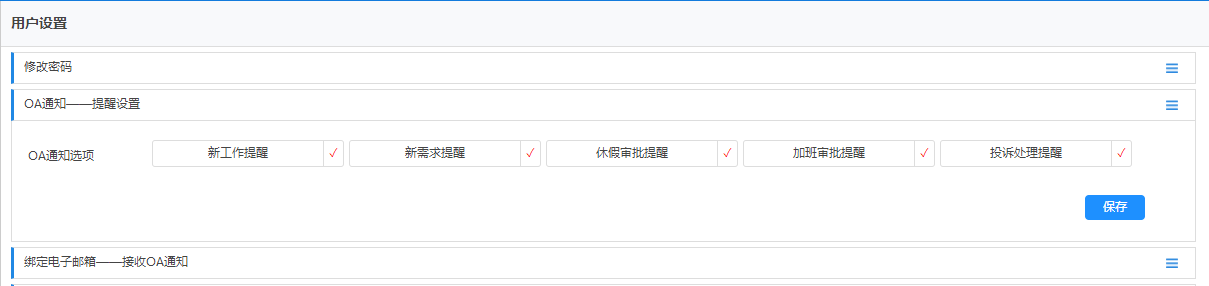 用户设置
修改密码
OA通知——提醒设置
OA通知选项 新工作提醒 ✓ 新需求提醒 ✓ 休假审批提醒 ✓ 加班审批提醒 ✓ 投诉处理提醒 ✓
保存
绑定电子邮箱——接收OA通知